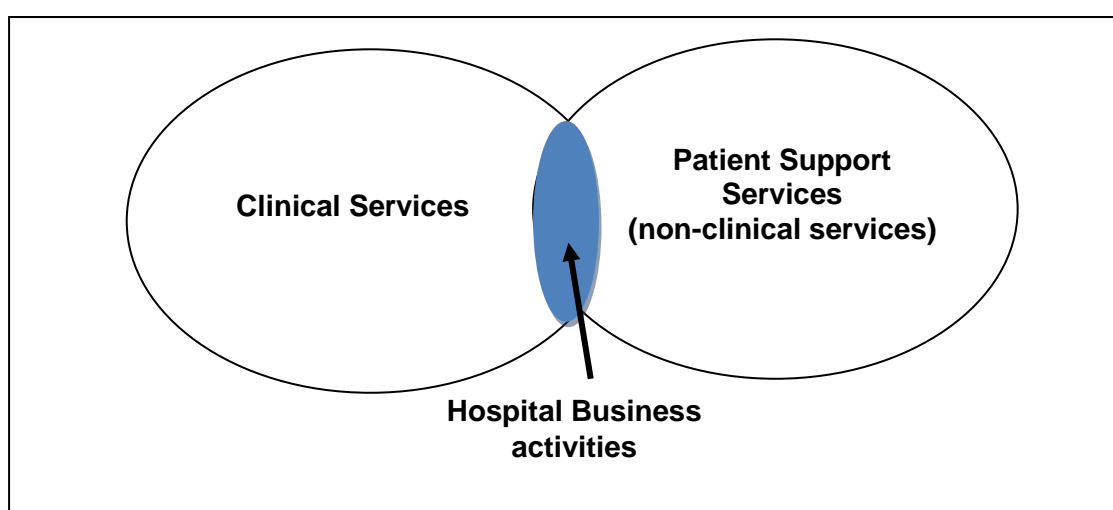 Clinical Services
Patient Support
Services
(non-clinical services)
Hospital Business
activities